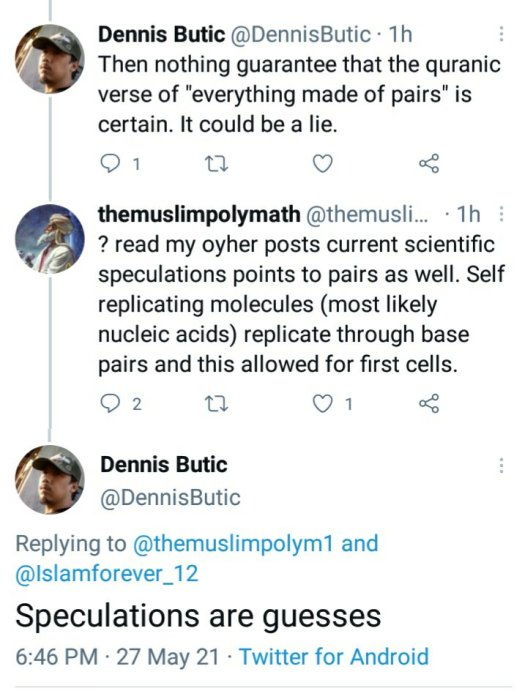 Dennis Butic @DennisButic · 1h
Then nothing guarantee that the quranic
verse of "everything made of pairs" is
certain. It could be a lie.
1
themuslimpolymath @themusli... · 1h
? read my oyher posts current scientific
speculations points to pairs as well. Self
replicating molecules (most likely
nucleic acids) replicate through base
pairs and this allowed for first cells.
2 1
Dennis Butic
@DennisButic
Replying to @themuslimpolym1 and
@Islamforever_12
Speculations are guesses
6:46 PM · 27 May 21 · Twitter for Android